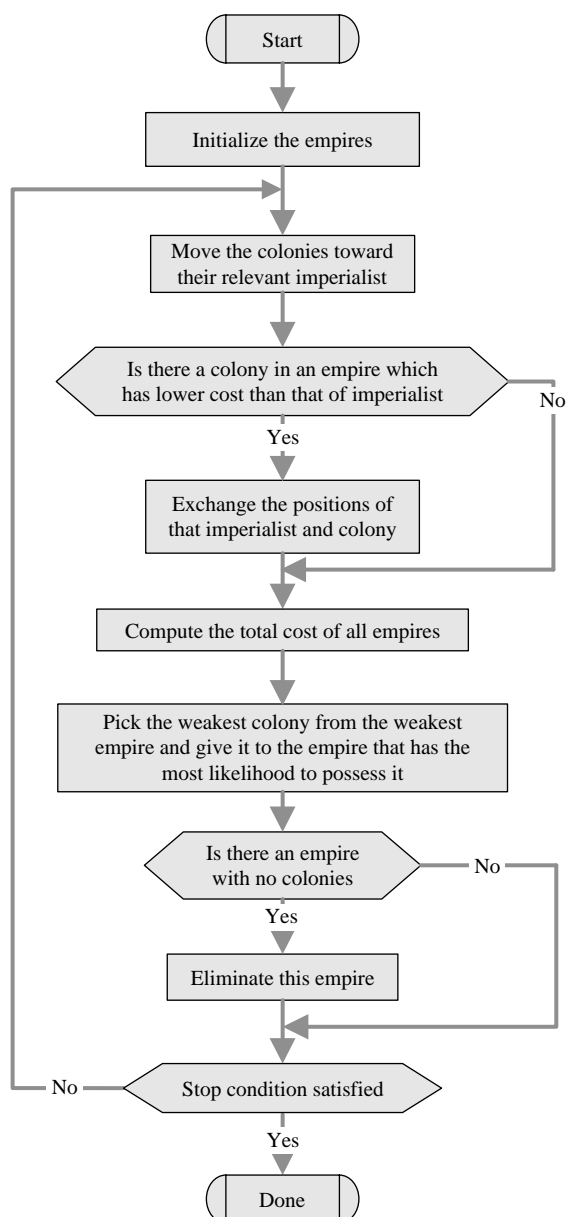 Start
Initialize the empires
Move the colonies toward
their relevant imperialist
Is there a colony in an empire which
has lower cost than that of imperialist
No
Yes
Exchange the positions of
that imperialist and colony
Compute the total cost of all empires
Pick the weakest colony from the weakest
empire and give it to the empire that has the
most likelihood to possess it
Is there an empire
with no colonies
No
Yes
Eliminate this empire
No
Stop condition satisfied
Yes
Done